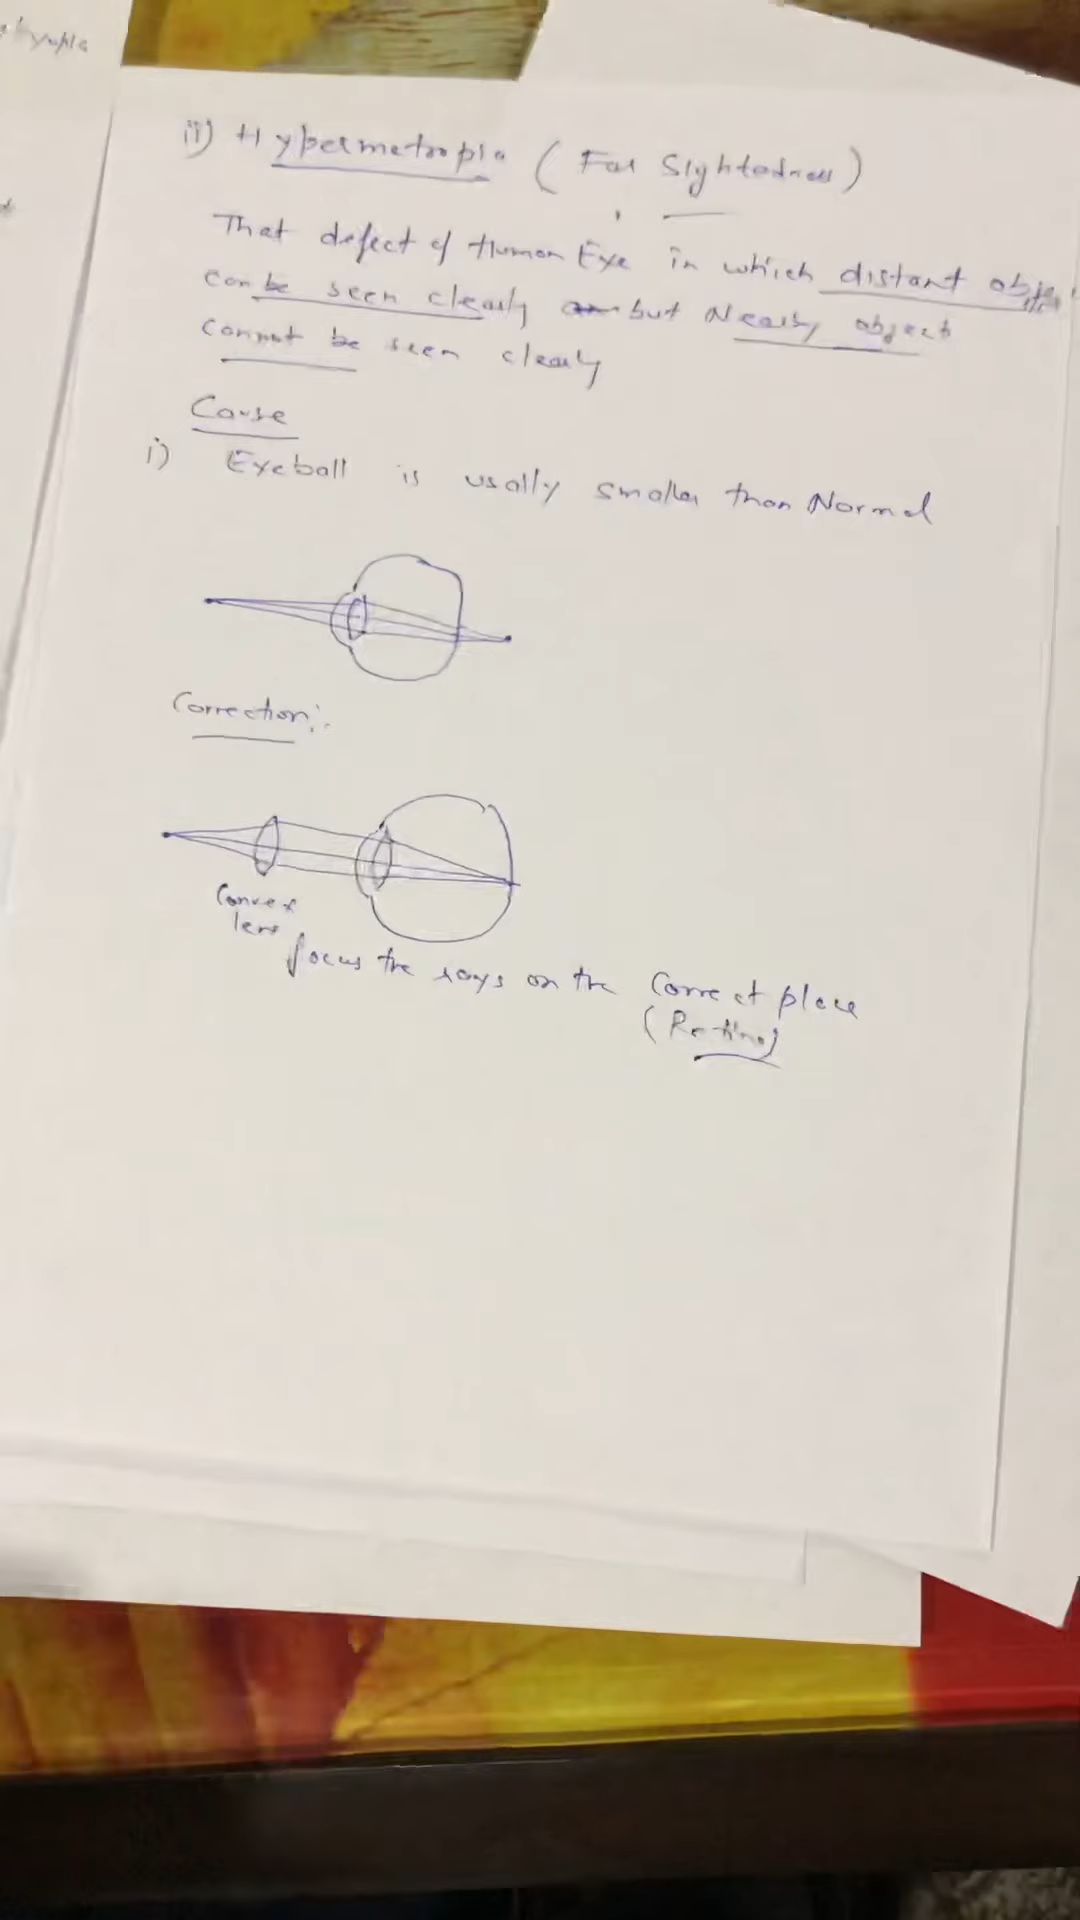 ii) Hypermetropia ( Far Sightedness )
That defect of Human Eye in which distant obje
can be seen clearly but Nearby object
cannot be seen clearly
Cause
i) Eyeball is usally smaller than Normal
Correction:-
Convex
lens
focus the rays on the Correct place
(Retina)